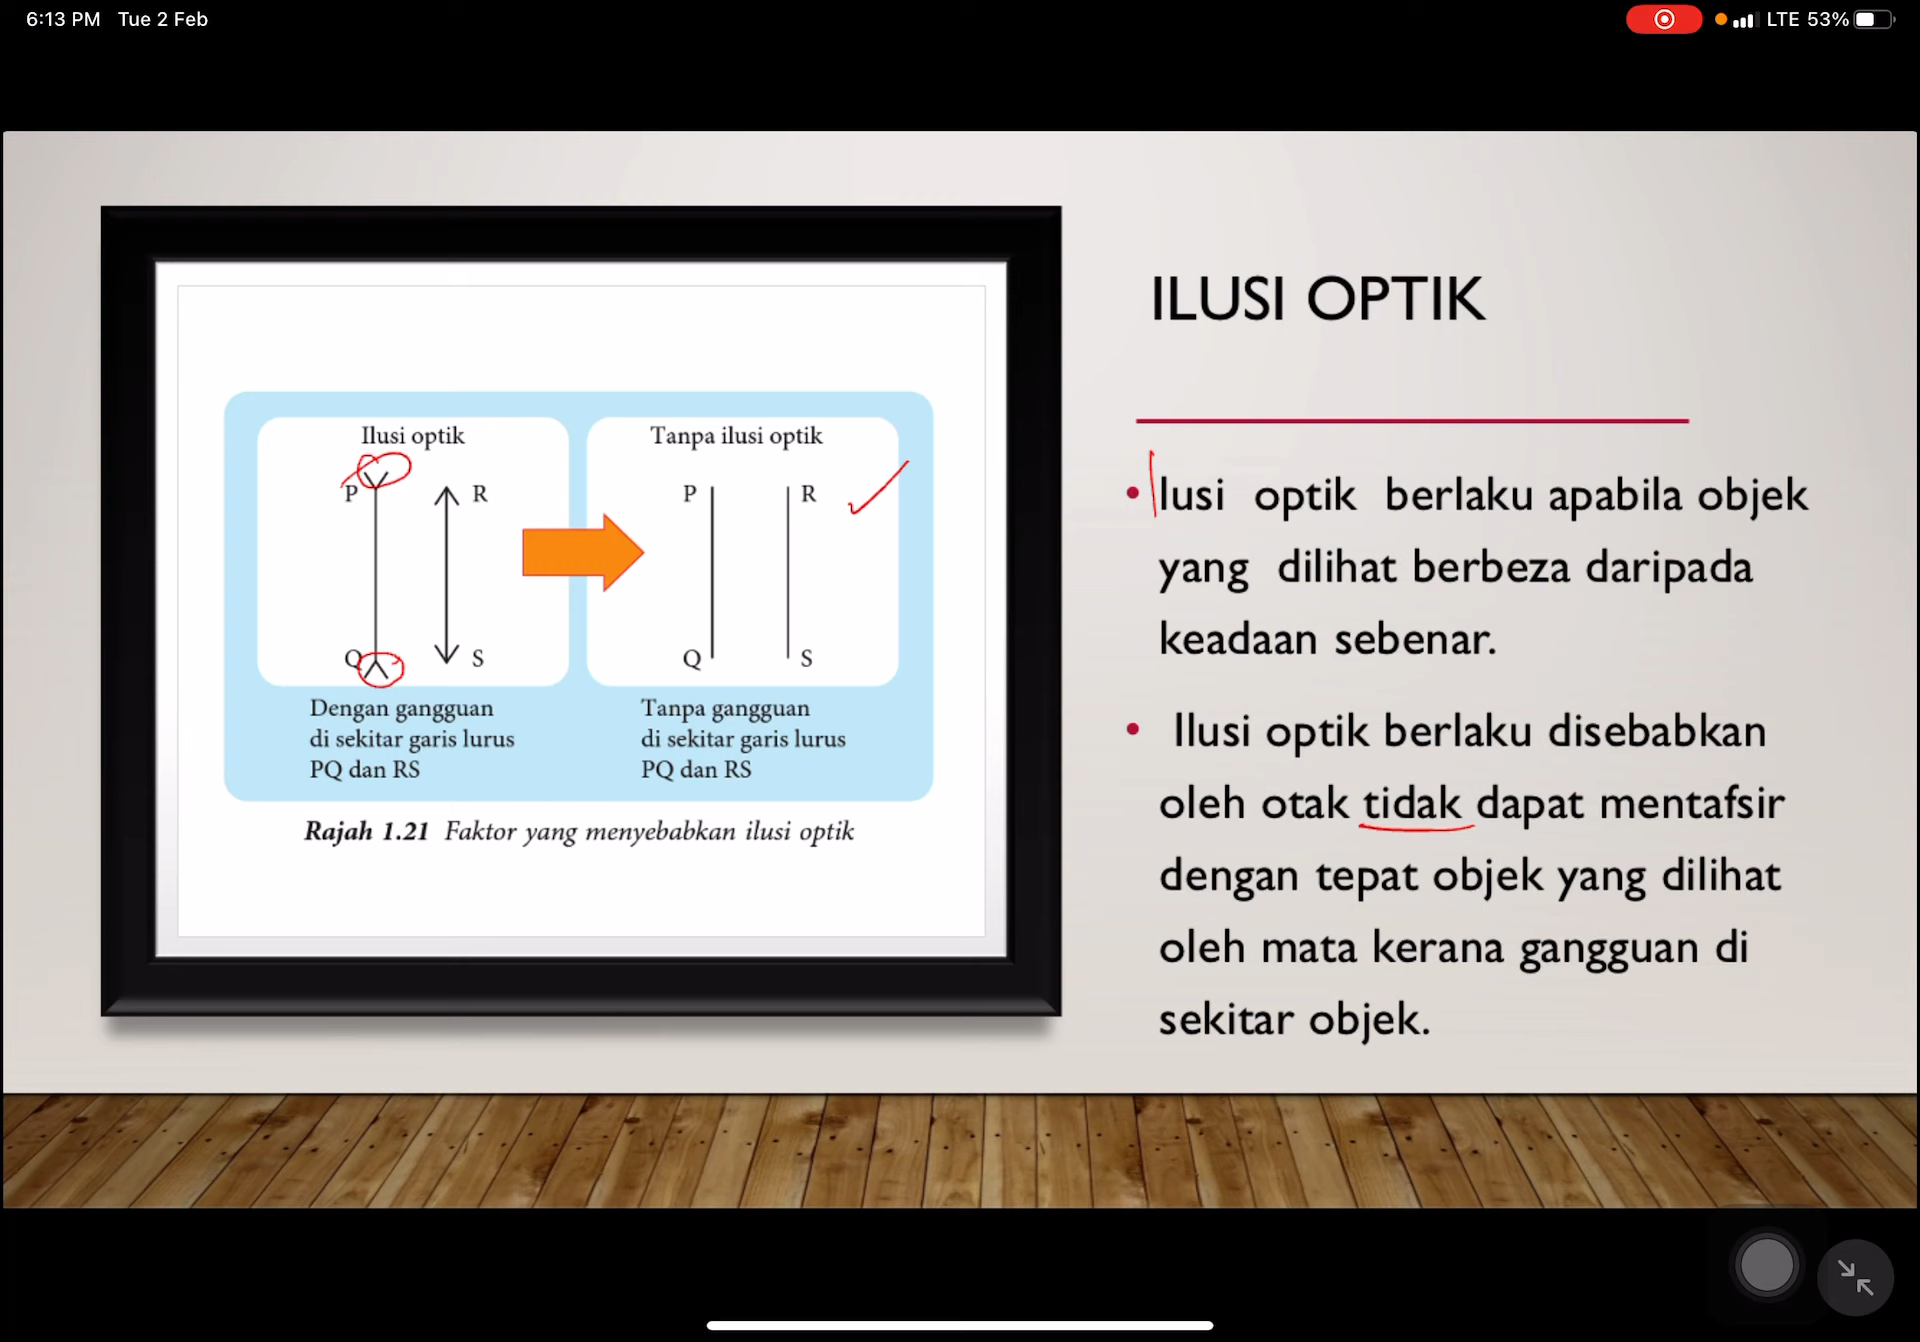 6:13 PM Tue 2 Feb
LTE 53%
Ilusi optik
P
R
Q
S
Dengan gangguan
di sekitar garis lurus
PQ dan RS
Tanpa ilusi optik
P
R
Q
S
Tanpa gangguan
di sekitar garis lurus
PQ dan RS
Rajah 1.21 Faktor yang menyebabkan ilusi optik
ILUSI OPTIK
• lusi optik berlaku apabila objek
yang dilihat berbeza daripada
keadaan sebenar.
• Ilusi optik berlaku disebabkan
oleh otak tidak dapat mentafsir
dengan tepat objek yang dilihat
oleh mata kerana gangguan di
sekitar objek.